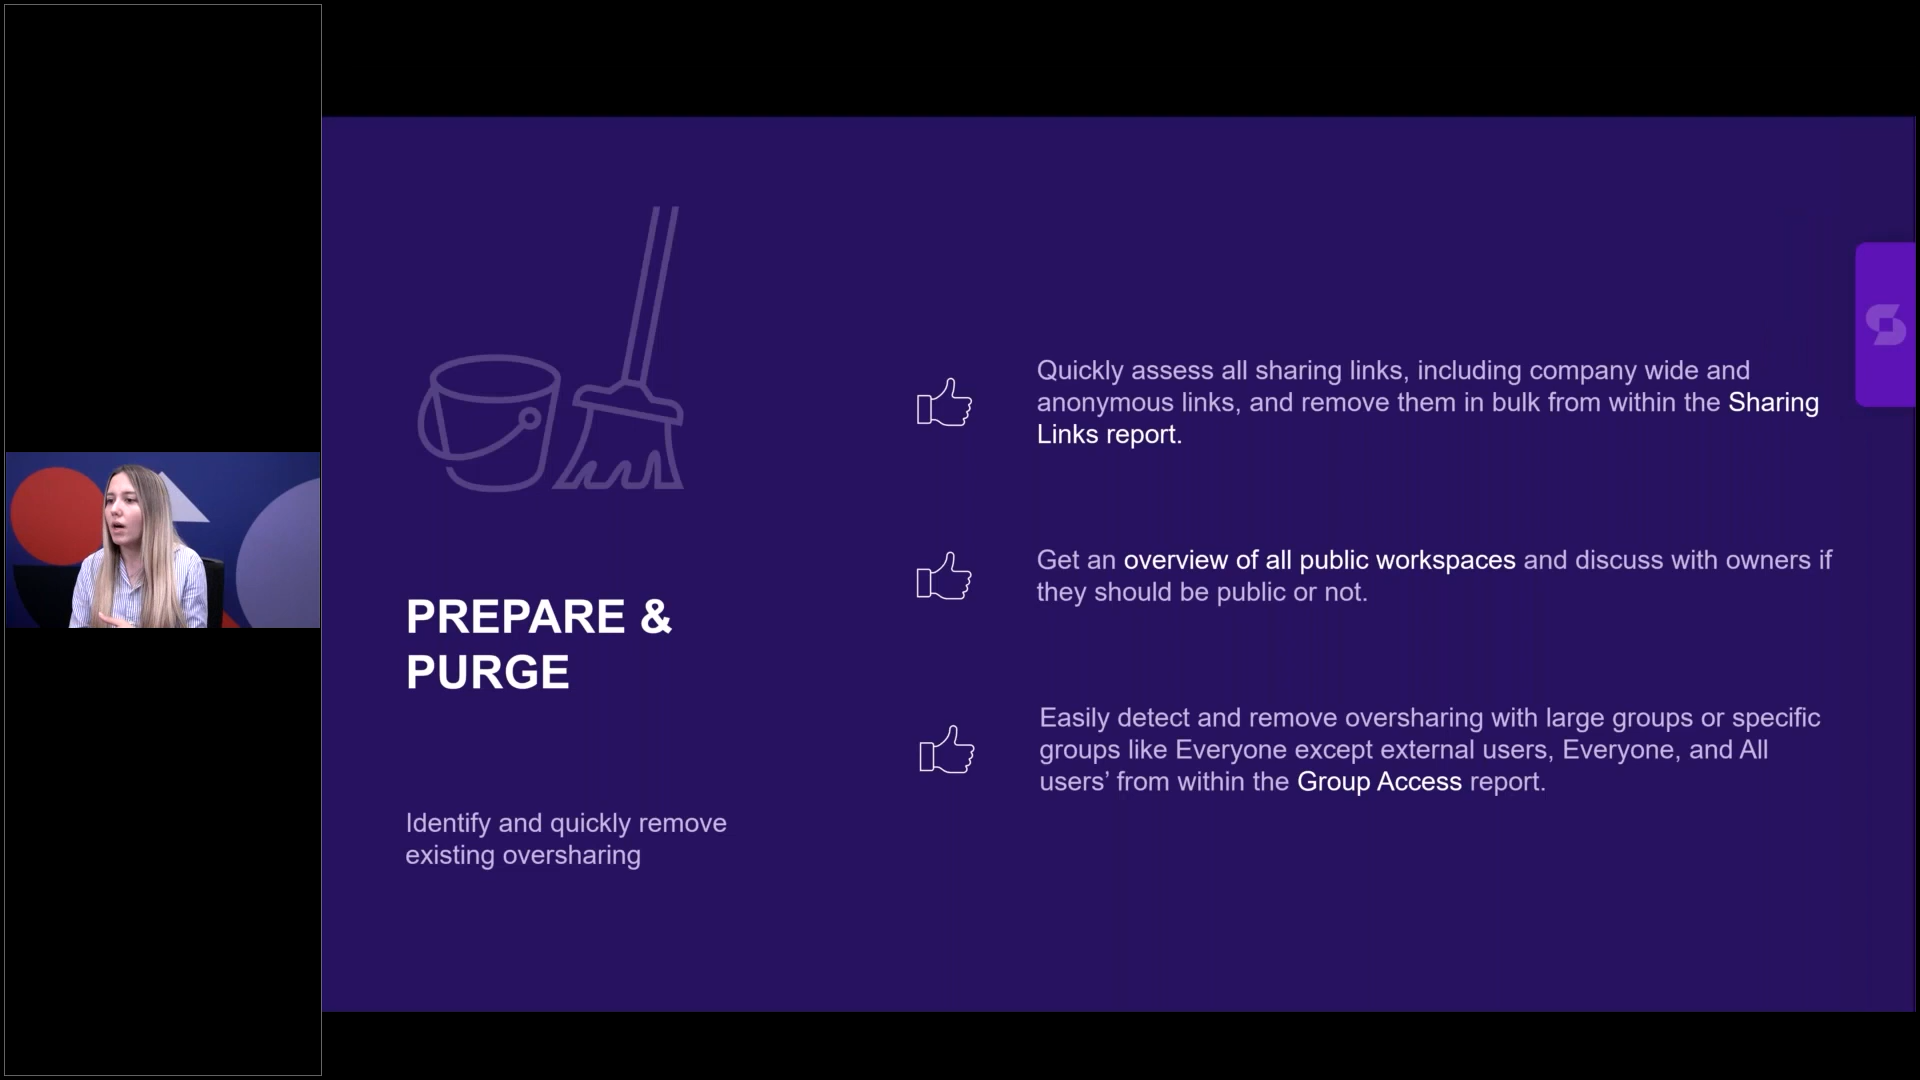 PREPARE &
PURGE
Identify and quickly remove
existing oversharing
Quickly assess all sharing links, including company wide and
anonymous links, and remove them in bulk from within the Sharing
Links report.
Get an overview of all public workspaces and discuss with owners if
they should be public or not.
Easily detect and remove oversharing with large groups or specific
groups like Everyone except external users, Everyone, and All
users’ from within the Group Access report.